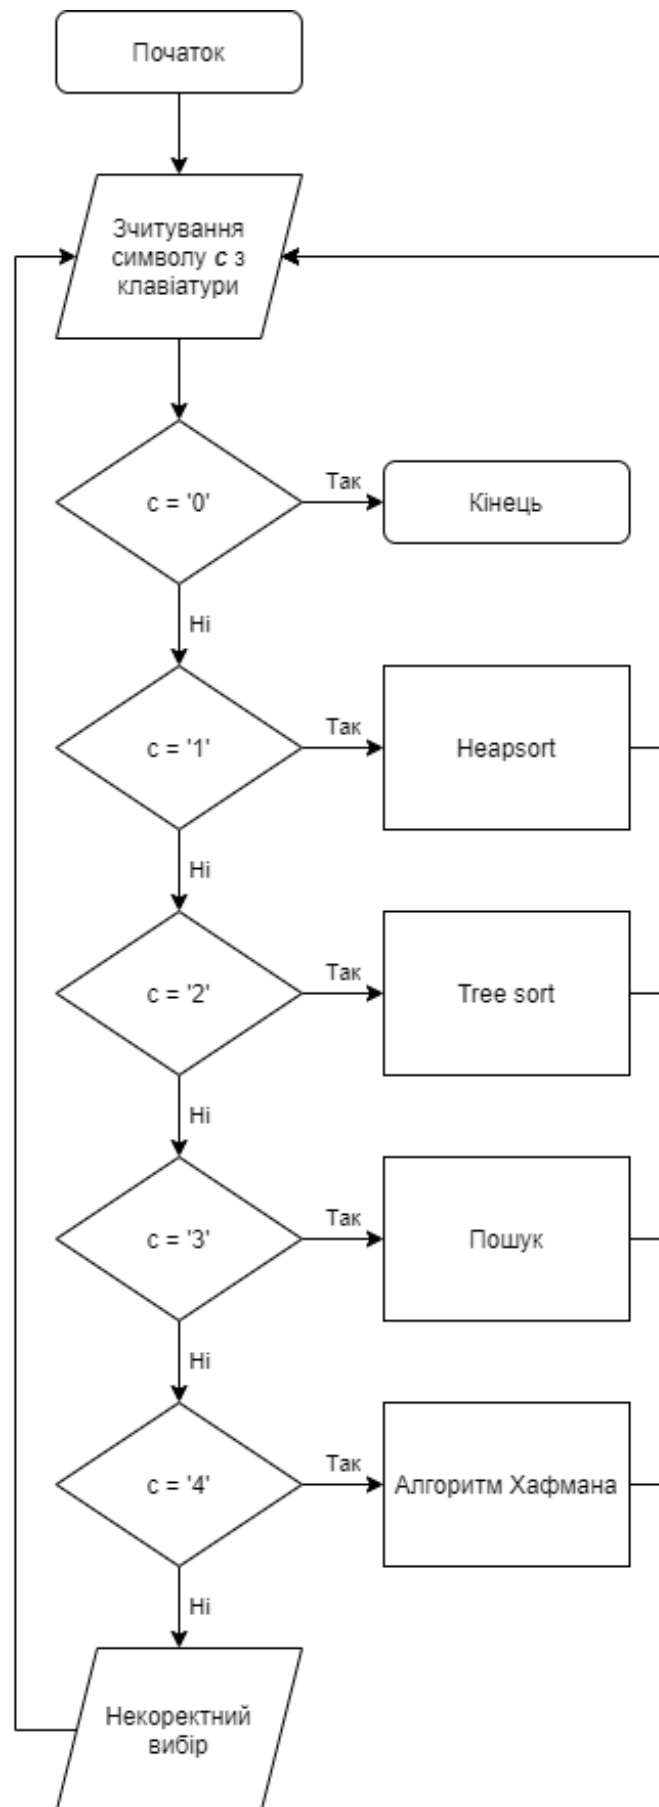 Початок
Зчитування
символу c з
клавіатури
c = '0'
Так
Кінець
Ні
c = '1'
Так
Heapsort
Ні
c = '2'
Так
Tree sort
Ні
c = '3'
Так
Пошук
Ні
c = '4'
Так
Алгоритм Хафмана
Ні
Некоректний
вибір